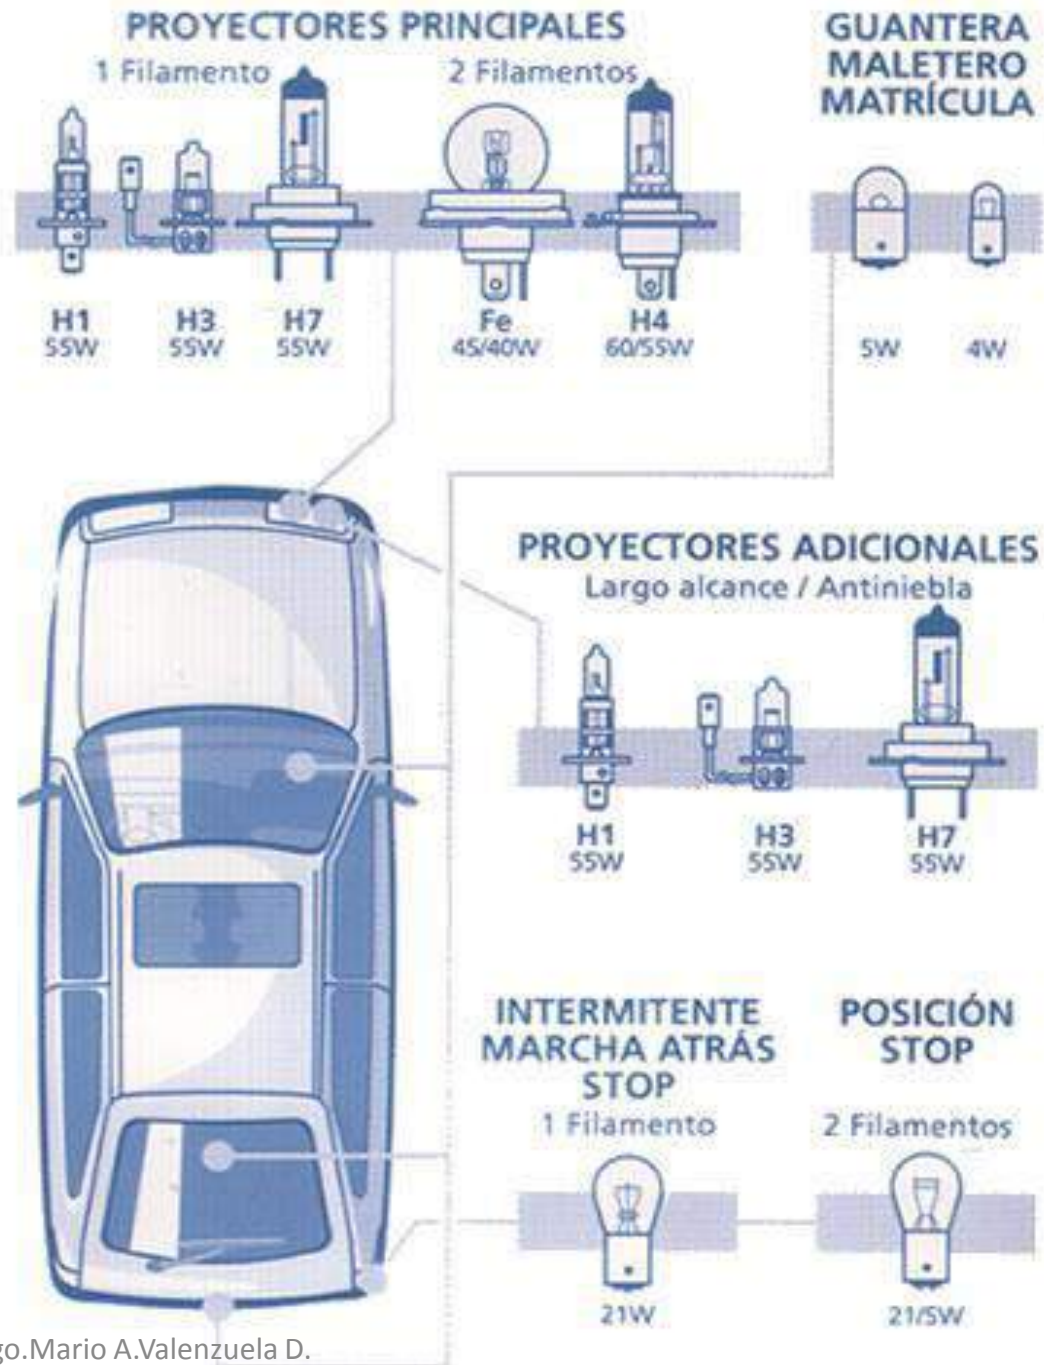 PROYECTORES PRINCIPALES
1 Filamento
2 Filamentos
H1
55W
H3
55W
H7
55W
Fe
45/40W
H4
60/55W
GUANTERA
MALETERO
MATRÍCULA
5W
4W
PROYECTORES ADICIONALES
Largo alcance / Antiniebla
H1
55W
H3
55W
H7
55W
INTERMITENTE
MARCHA ATRÁS
STOP
1 Filamento
21W
POSICIÓN
STOP
2 Filamentos
21/5W
go.Mario A.Valenzuela D.